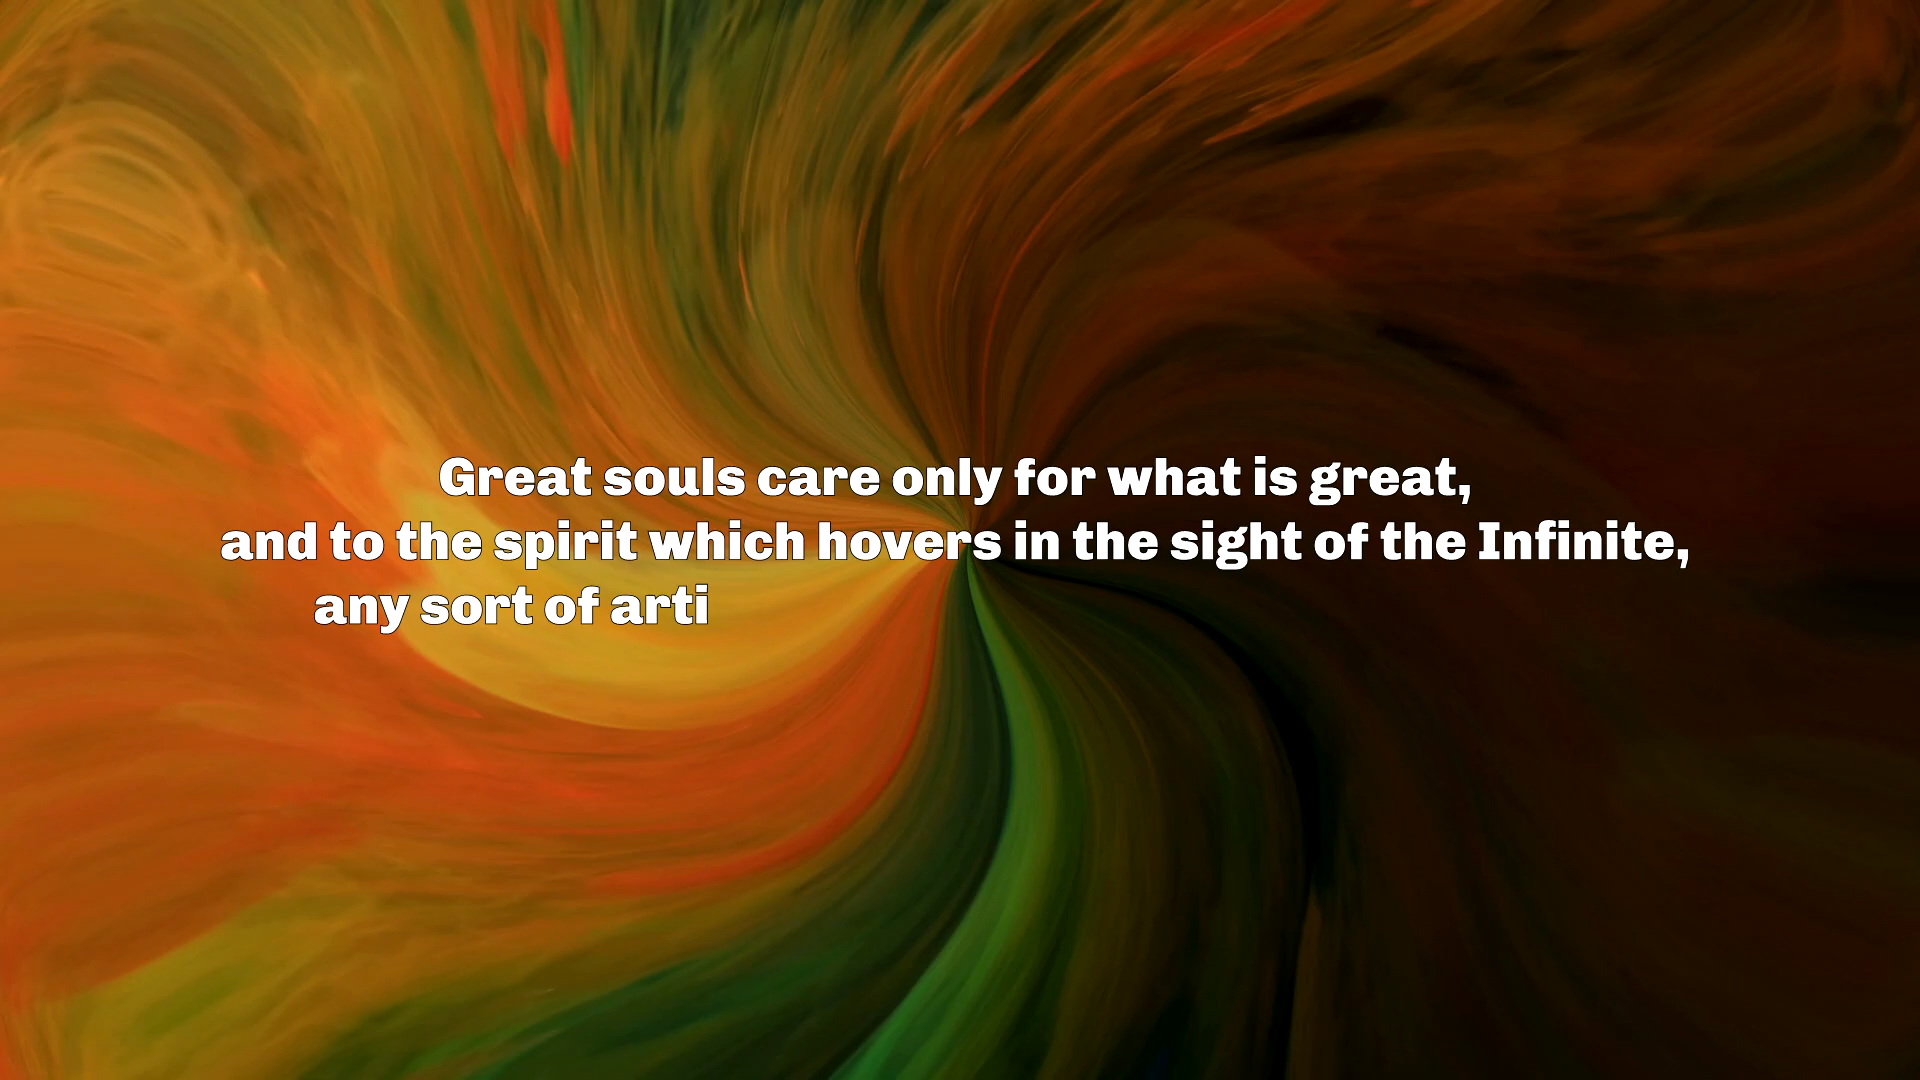 Great souls care only for what is great,
and to the spirit which hovers in the sight of the Infinite,
any sort of arti